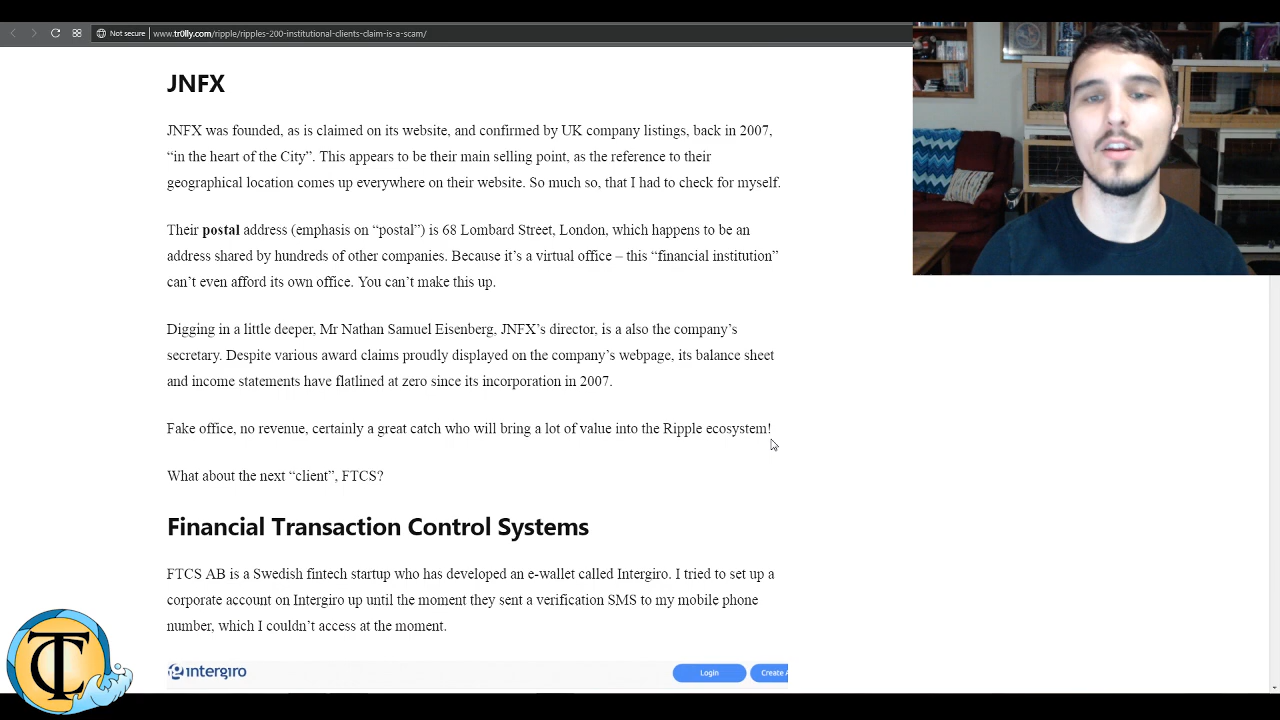 Not secure | www.tr0lly.com/ripple/ripples-200-institutional-clients-claim-is-a-scam/
JNFX
JNFX was founded, as is claimed on its website, and confirmed by UK company listings, back in 2007,
“in the heart of the City”. This appears to be their main selling point, as the reference to their
geographical location comes up everywhere on their website. So much so, that I had to check for myself.
Their postal address (emphasis on “postal”) is 68 Lombard Street, London, which happens to be an
address shared by hundreds of other companies. Because it’s a virtual office – this “financial institution”
can’t even afford its own office. You can’t make this up.
Digging in a little deeper, Mr Nathan Samuel Eisenberg, JNFX’s director, is a also the company’s
secretary. Despite various award claims proudly displayed on the company’s webpage, its balance sheet
and income statements have flatlined at zero since its incorporation in 2007.
Fake office, no revenue, certainly a great catch who will bring a lot of value into the Ripple ecosystem!
What about the next “client”, FTCS?
Financial Transaction Control Systems
FTCS AB is a Swedish fintech startup who has developed an e-wallet called Intergiro. I tried to set up a
corporate account on Intergiro up until the moment they sent a verification SMS to my mobile phone
number, which I couldn’t access at the moment.
intergiro
Login
Create A
TC